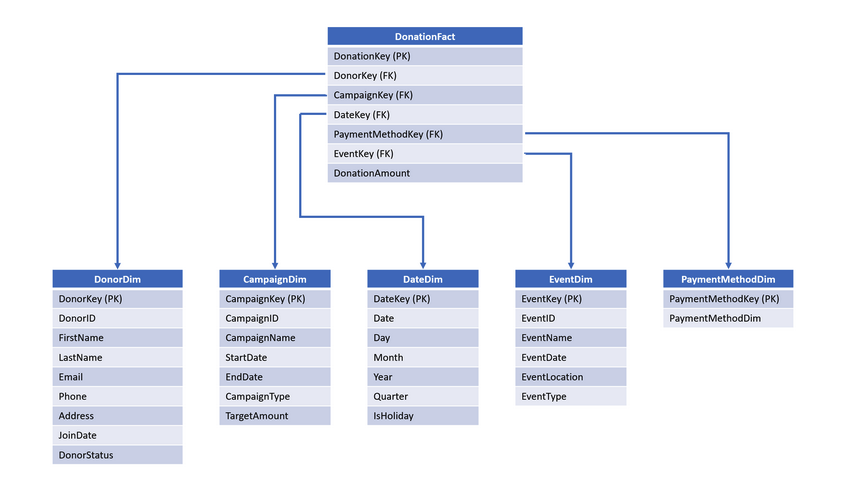 DonationFact
DonationKey (PK)
DonorKey (FK)
CampaignKey (FK)
DateKey (FK)
PaymentMethodKey (FK)
EventKey (FK)
DonationAmount
DonorDim
DonorKey (PK)
DonorID
FirstName
LastName
Email
Phone
Address
JoinDate
DonorStatus
CampaignDim
CampaignKey (PK)
CampaignID
CampaignName
StartDate
EndDate
CampaignType
TargetAmount
DateDim
DateKey (PK)
Date
Day
Month
Year
Quarter
IsHoliday
EventDim
EventKey (PK)
EventID
EventName
EventDate
EventLocation
EventType
PaymentMethodDim
PaymentMethodKey (PK)
PaymentMethodDim